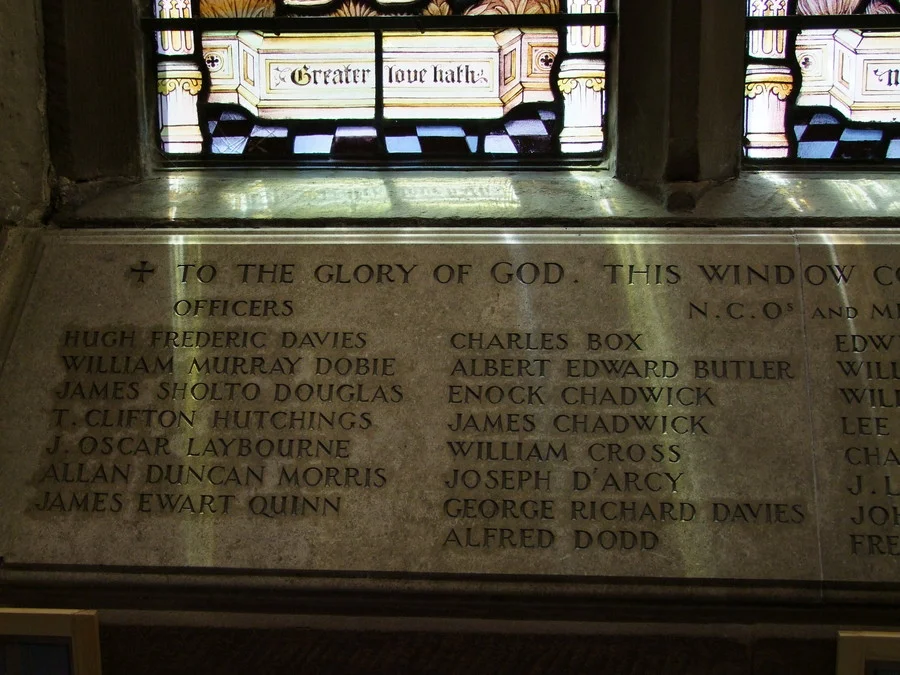 Greater love hath
✝ TO THE GLORY OF GOD. THIS WINDOW
OFFICERS
HUGH FREDERIC DAVIES
WILLIAM MURRAY DOBIE
JAMES SHOLTO DOUGLAS
T. CLIFTON HUTCHINGS
J. OSCAR LAYBOURNE
ALLAN DUNCAN MORRIS
JAMES EWART QUINN
N.C.Os AND
CHARLES BOX
ALBERT EDWARD BUTLER
ENOCK CHADWICK
JAMES CHADWICK
WILLIAM CROSS
JOSEPH D'ARCY
GEORGE RICHARD DAVIES
ALFRED DODD
LEE